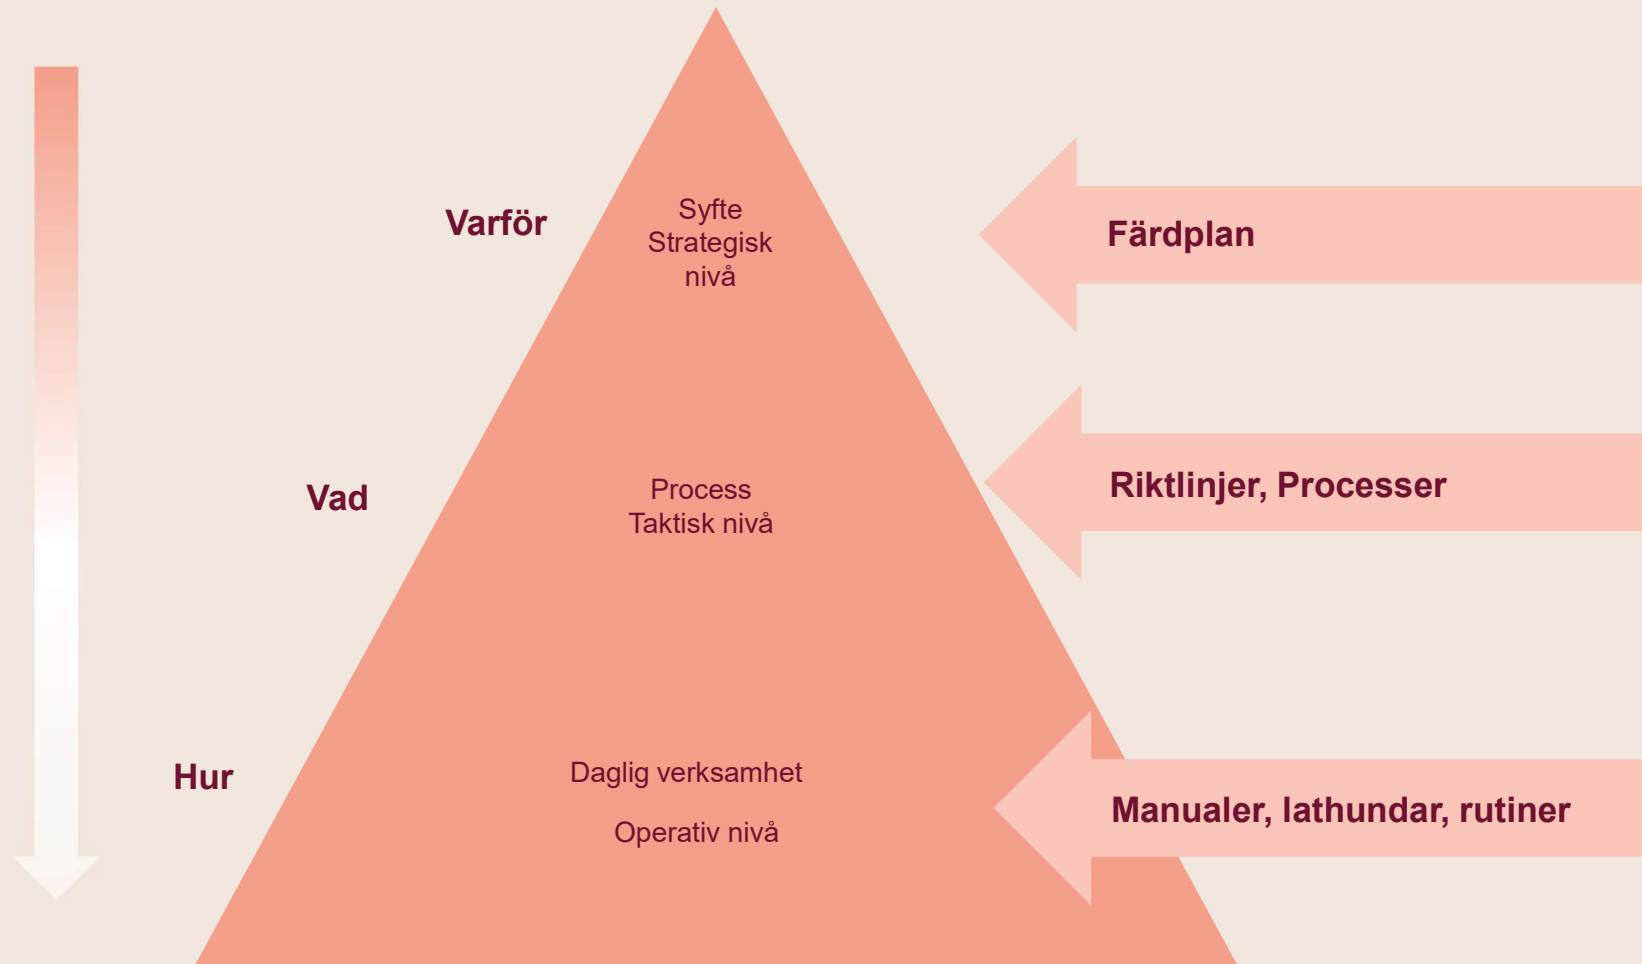 Varför
Syfte
Strategisk
nivå
Färdplan
Vad
Process
Taktisk nivå
Riktlinjer, Processer
Hur
Daglig verksamhet
Operativ nivå
Manualer, lathundar, rutiner